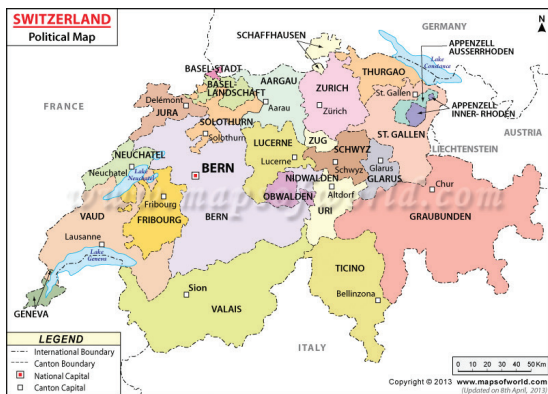 SWITZERLAND
Political Map
GERMANY
SCHAFFHAUSEN
N
APPENZELL
AUSSERRHODEN
Lake
Constance
BASEL-STADT
BASEL-
LANDSCHAFT
AARGAU
ZURICH
THURGAO
St. Gallen
Delémont
Aarau
Zürich
APPENZELL
INNER- RHODEN
FRANCE
JURA
SOLOTHURN
Solothurn
ST. GALLEN
AUSTRIA
LUCERNE
ZUG
SCHWYZ
LIECHTENSTEIN
NEUCHATEL
Neuchatel
Lake
Neuchatel
BERN
Lucerne
Schwyz
Glarus
GLARUS
NIDWALDEN
Chur
Altdorf
OBWALDEN
Fribourg
www.mapsofworld.com
VAUD
FRIBOURG
BERN
URI
GRAUBUNDEN
Lausanne
Lake
Geneva
TICINO
Sion
Bellinzona
GENEVA
VALAIS
ITALY
LEGEND
International Boundary
Canton Boundary
National Capital
Canton Capital
0 50 Km
Copyright © 2013 www.mapsofworld.com
(Updated on 8th April, 2013)